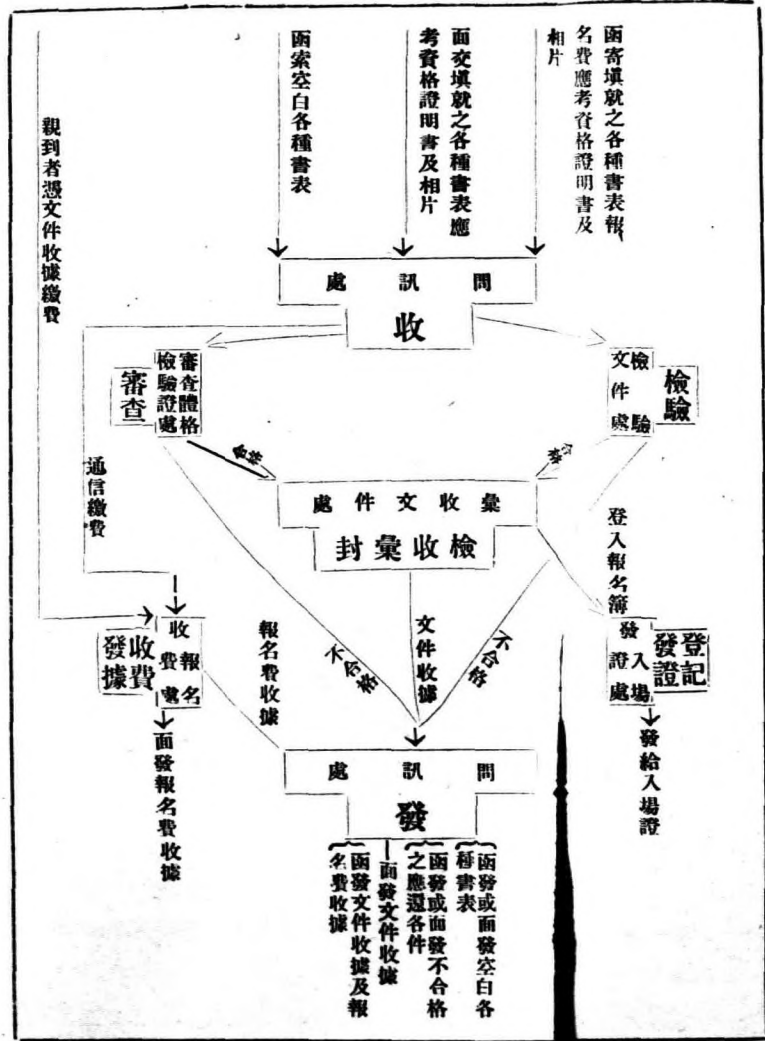 函寄填就之各種書表報
名費應考資格證明書及
相片
面交填就之各種書表應
考資格證明書及相片
函索空白各種書表
親到者憑文件收據繳費
問訊處
收
檢驗
檢驗
文件處
審查體格
檢驗證處
審查
合格
合格
通信繳費
彙收文件處
檢收彙封
登入報名簿
不合格
文件收據
不合格
報名費收據
登記
發證
入場
發證處
發給入場證
報名
收費處
收費
發據
面發報名費收據
問訊處
發
函發或面發空白各
種書表
函發或面發不合格
之應還各件
面發文件收據
函發文件收據及報
名費收據